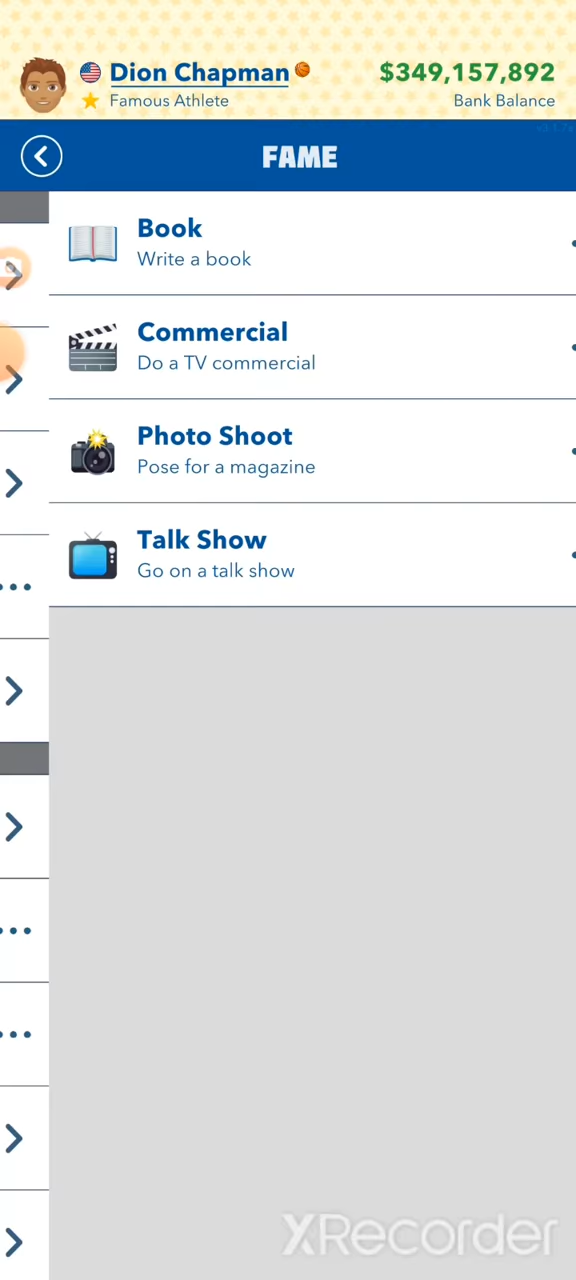 Dion Chapman
$349,157,892
Famous Athlete
Bank Balance
FAME
Book
Write a book
Commercial
Do a TV commercial
Photo Shoot
Pose for a magazine
Talk Show
Go on a talk show
XRecorder